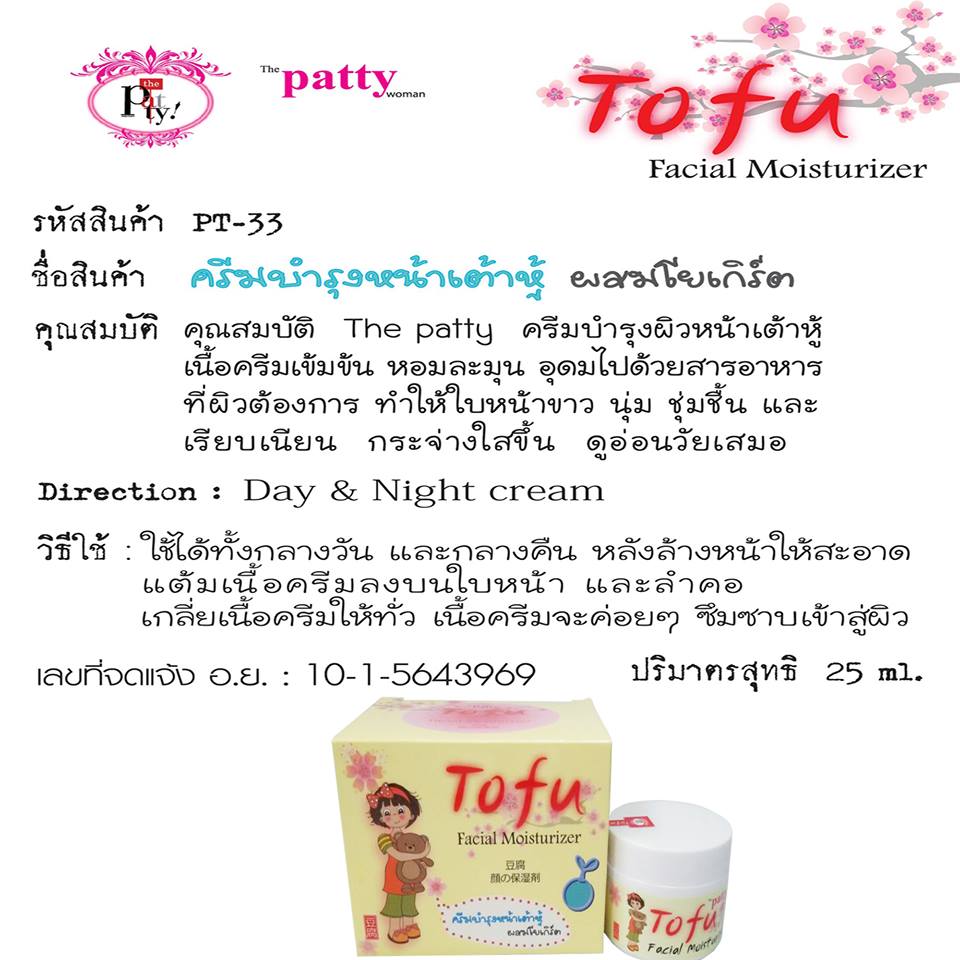 the
Patty!
The patty woman
Tofu
Facial Moisturizer
รหัสสินค้า PT-33
ชื่อสินค้า ครีมบำรุงหน้าเต้าหู้ ผสมโยเกิร์ต
คุณสมบัติ คุณสมบัติ The patty ครีมบำรุงผิวหน้าเต้าหู้
เนื้อครีมเข้มข้น หอมละมุน อุดมไปด้วยสารอาหาร
ที่ผิวต้องการ ทำให้ใบหน้าขาว นุ่ม ชุ่มชื้น และ
เรียบเนียน กระจ่างใสขึ้น ดูอ่อนวัยเสมอ
Direction : Day & Night cream
วิธีใช้ : ใช้ได้ทั้งกลางวัน และกลางคืน หลังล้างหน้าให้สะอาด
แต้มเนื้อครีมลงบนใบหน้า และลำคอ
เกลี่ยเนื้อครีมให้ทั่ว เนื้อครีมจะค่อยๆ ซึมซาบเข้าสู่ผิว
เลขที่จดแจ้ง อ.ย. : 10-1-5643969 ปริมาตรสุทธิ 25 ml.
Patty
Tofu
Tofu
Facial Moisturizer
豆腐
顔の保湿剤
ครีมบำรุงหน้าเต้าหู้
ผสมโยเกิร์ต
豆腐
patty
Tofu
Facial